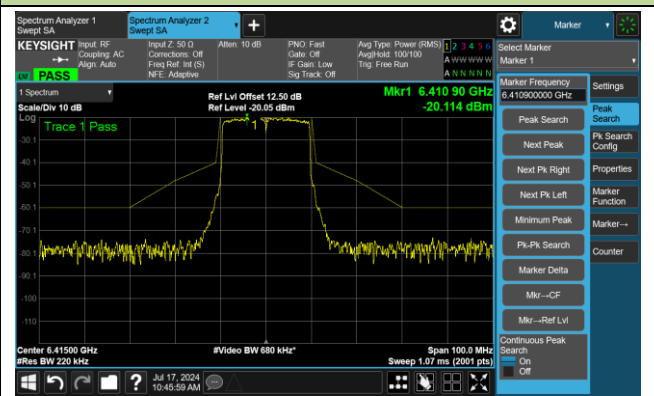 Spectrum Analyzer 1
Swept SA
Spectrum Analyzer 2
Swept SA
Marker
KEYSIGHT
Input: RF
Coupling: AC
Align: Auto
Input Z: 50 Ω
Corrections: Off
Freq Ref: Int (S)
NFE: Adaptive
Atten: 10 dB
PNO: Fast
Gate: Off
IF Gain: Low
Sig Track: Off
Avg Type: Power (RMS)
Avg|Hold: 100/100
Trig: Free Run
1 2 3 4 5 6
A W W W W W
A N N N N N
PASS
Select Marker
Marker 1
1 Spectrum
Scale/Div 10 dB
Ref Lvl Offset 12.50 dB
Ref Level -20.05 dBm
Mkr1 6.410 90 GHz
-20.114 dBm
Log
Trace 1 Pass
1
-30.1
-40.1
-50.1
-60.1
-70.1
-80.1
-90.1
-100
-110
Center 6.41500 GHz
#Res BW 220 kHz
#Video BW 680 kHz*
Span 100.0 MHz
Sweep 1.07 ms (2001 pts)
Marker Frequency
6.410900000 GHz
Peak Search
Next Peak
Next Pk Right
Next Pk Left
Minimum Peak
Pk-Pk Search
Marker Delta
Mkr→CF
Mkr→Ref Lvl
Continuous Peak
Search
On
Off
Settings
Peak
Search
Pk Search
Config
Properties
Marker
Function
Marker→
Counter
Jul 17, 2024
10:45:59 AM